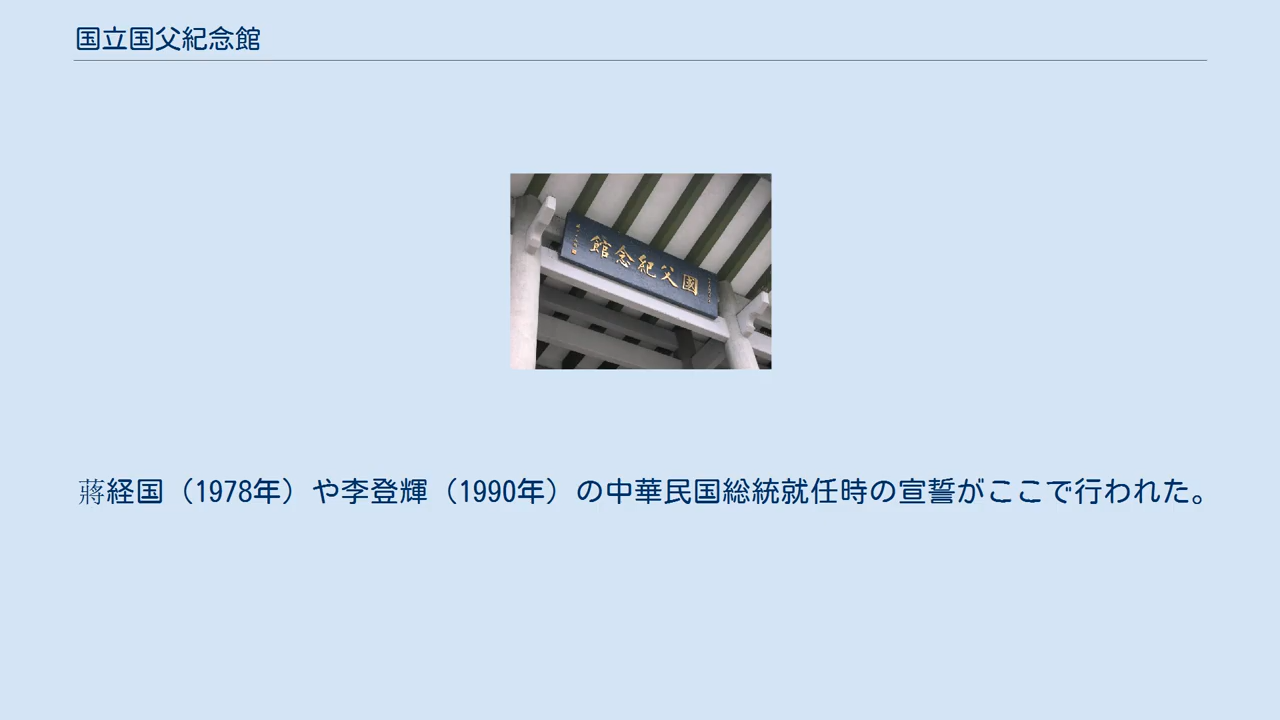 国立国父紀念館
館念紀父國
蔣経国（1978年）や李登輝（1990年）の中華民国総統就任時の宣誓がここで行われた。